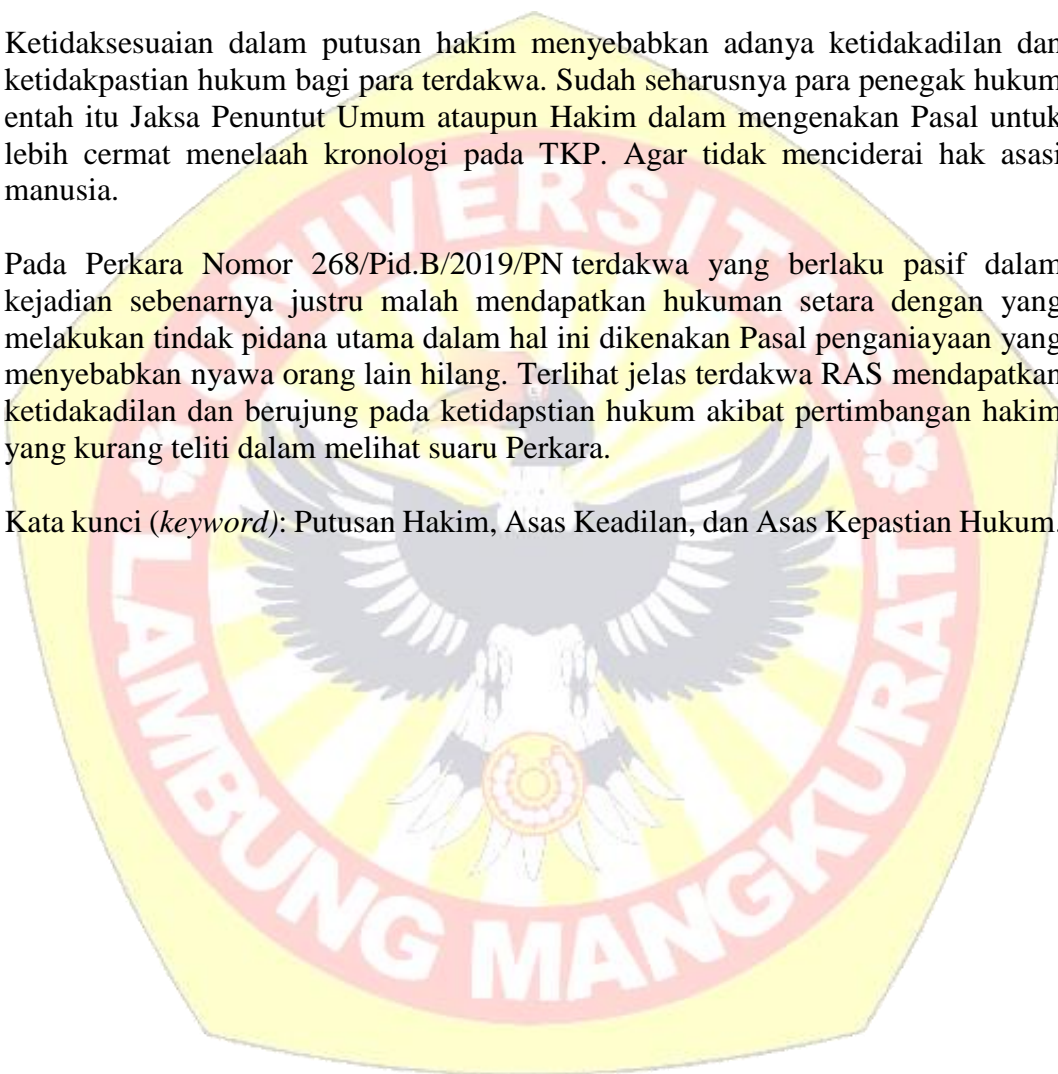 Ketidaksesuaian dalam putusan hakim menyebabkan adanya ketidakadilan dan
ketidakpastian hukum bagi para terdakwa. Sudah seharusnya para penegak hukum
entah itu Jaksa Penuntut Umum ataupun Hakim dalam mengenakan Pasal untuk
lebih cermat menelaah kronologi pada TKP. Agar tidak menciderai hak asasi
manusia.
Pada Perkara Nomor 268/Pid.B/2019/PN terdakwa yang berlaku pasif dalam
kejadian sebenarnya justru malah mendapatkan hukuman setara dengan yang
melakukan tindak pidana utama dalam hal ini dikenakan Pasal penganiayaan yang
menyebabkan nyawa orang lain hilang. Terlihat jelas terdakwa RAS mendapatkan
ketidakadilan dan berujung pada ketidapstian hukum akibat pertimbangan hakim
yang kurang teliti dalam melihat suaru Perkara.
Kata kunci (keyword): Putusan Hakim, Asas Keadilan, dan Asas Kepastian Hukum.
UNIVERSITAS
LAMBUNG MANGKURAT